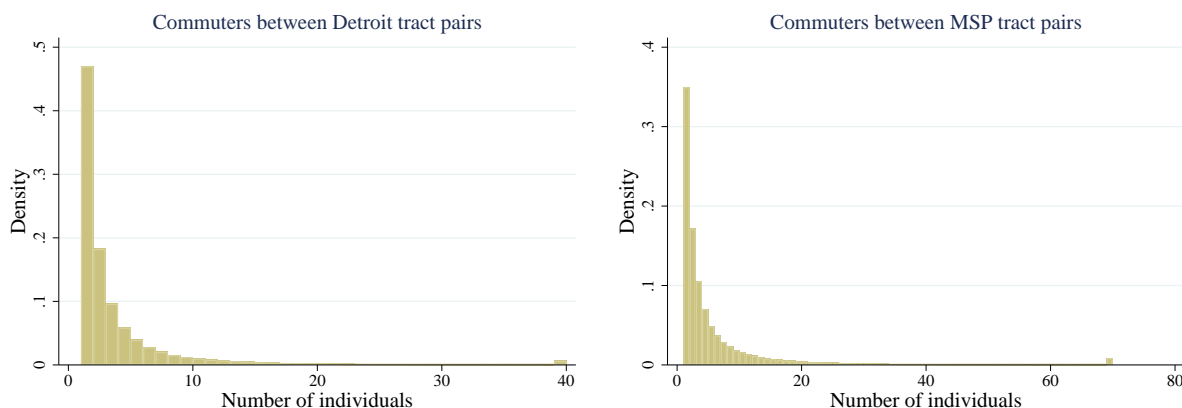 Commuters between Detroit tract pairs
.5
.4
.3
.2
.1
0
Density
0 10 20 30 40
Number of individuals
Commuters between MSP tract pairs
.4
.3
.2
.1
0
Density
0 20 40 60 80
Number of individuals